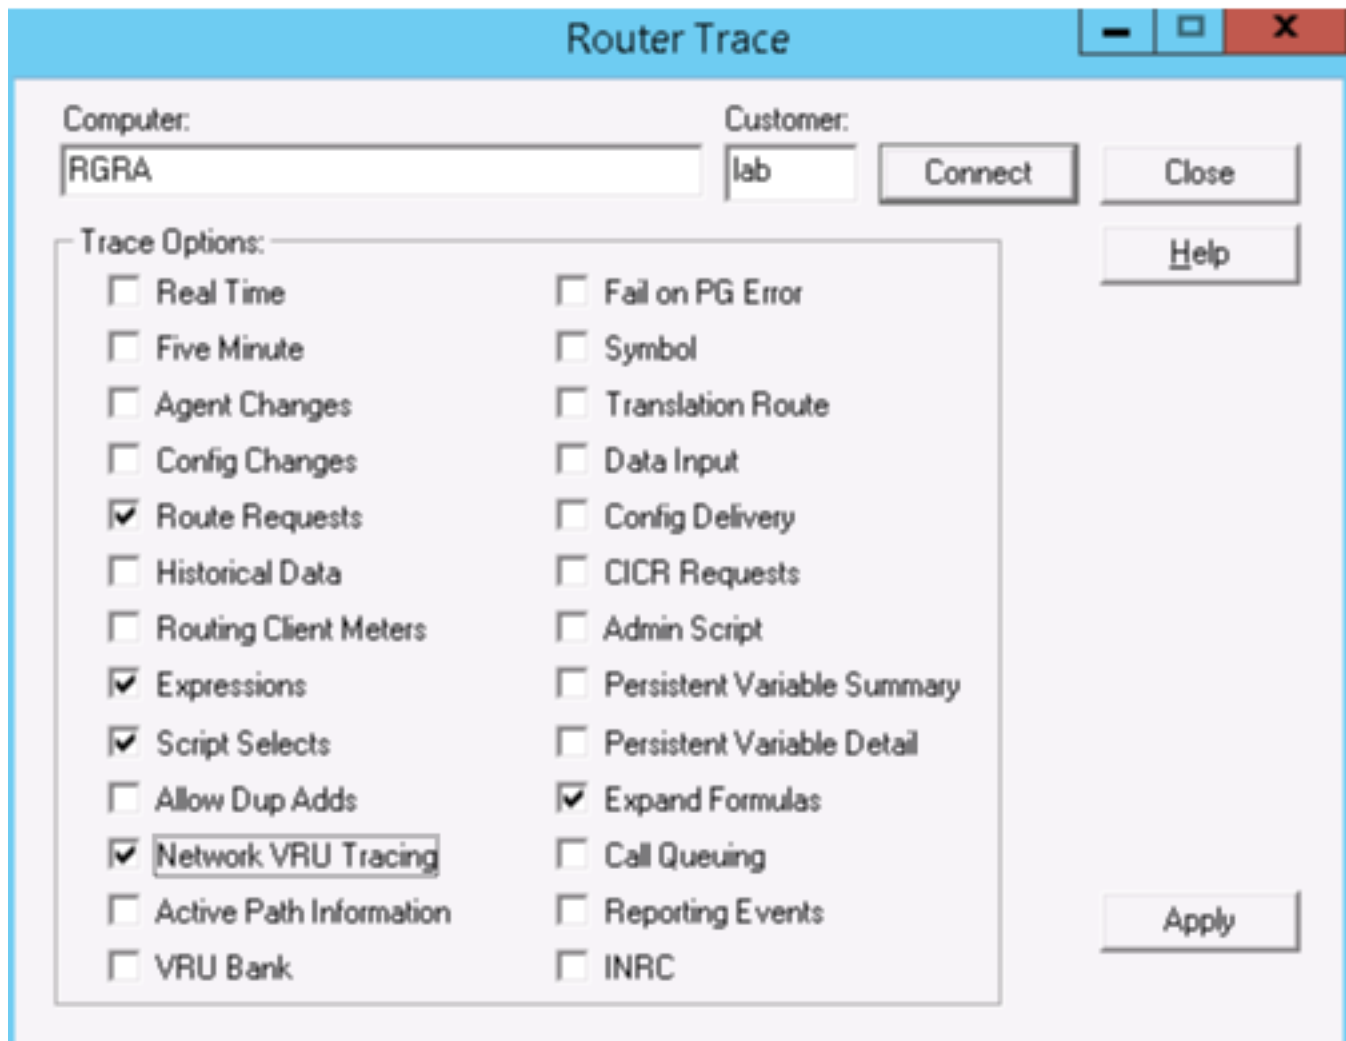 Router Trace
Computer:
Customer:
RGRA
lab
Connect
Close
Help
Trace Options:
Real Time
Fail on PG Error
Five Minute
Symbol
Agent Changes
Translation Route
Config Changes
Data Input
Route Requests
Config Delivery
Historical Data
CICR Requests
Routing Client Meters
Admin Script
Expressions
Persistent Variable Summary
Script Selects
Persistent Variable Detail
Allow Dup Adds
Expand Formulas
Network VRU Tracing
Call Queuing
Active Path Information
Reporting Events
VRU Bank
INRC
Apply